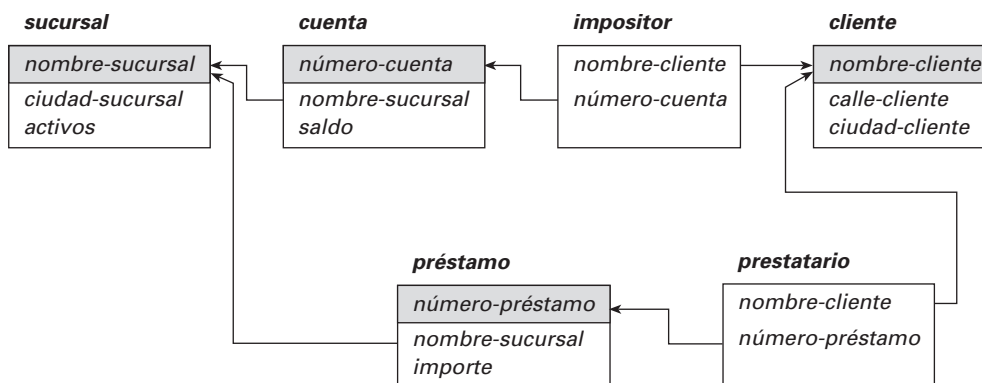 sucursal
nombre-sucursal
ciudad-sucursal
activos
cuenta
número-cuenta
nombre-sucursal
saldo
impositor
nombre-cliente
número-cuenta
cliente
nombre-cliente
calle-cliente
ciudad-cliente
préstamo
número-préstamo
nombre-sucursal
importe
prestatario
nombre-cliente
número-préstamo